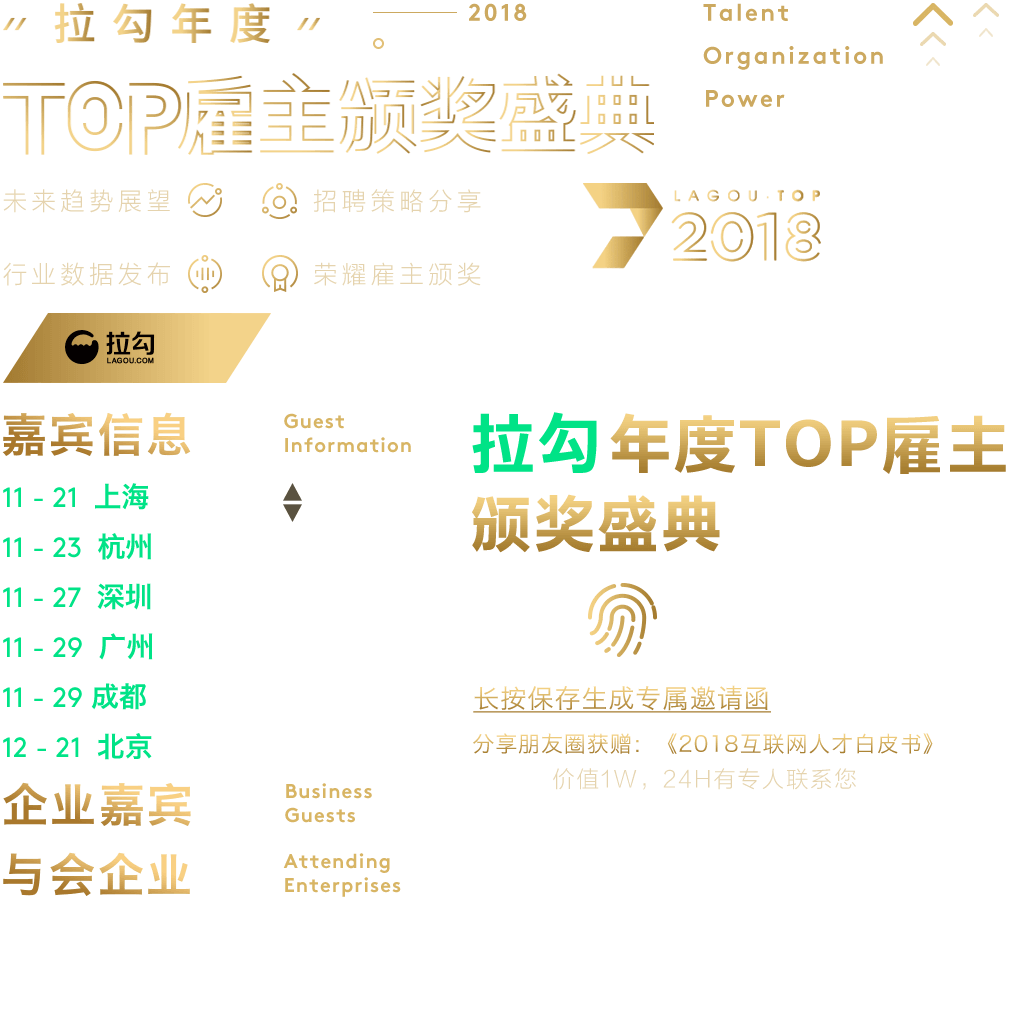 〃 拉勾年度 〃
2018
Talent
Organization
Power
TOP雇主颁奖盛典
未来趋势展望
招聘策略分享
行业数据发布
荣耀雇主颁奖
LAGOU·TOP
2018
拉勾
LAGOU.COM
嘉宾信息
Guest
Information
11 - 21 上海
11 - 23 杭州
11 - 27 深圳
11 - 29 广州
11 - 29 成都
12 - 21 北京
拉勾年度TOP雇主
颁奖盛典
长按保存生成专属邀请函
分享朋友圈获赠：《2018互联网人才白皮书》
价值1W，24H有专人联系您
企业嘉宾
Business
Guests
与会企业
Attending
Enterprises